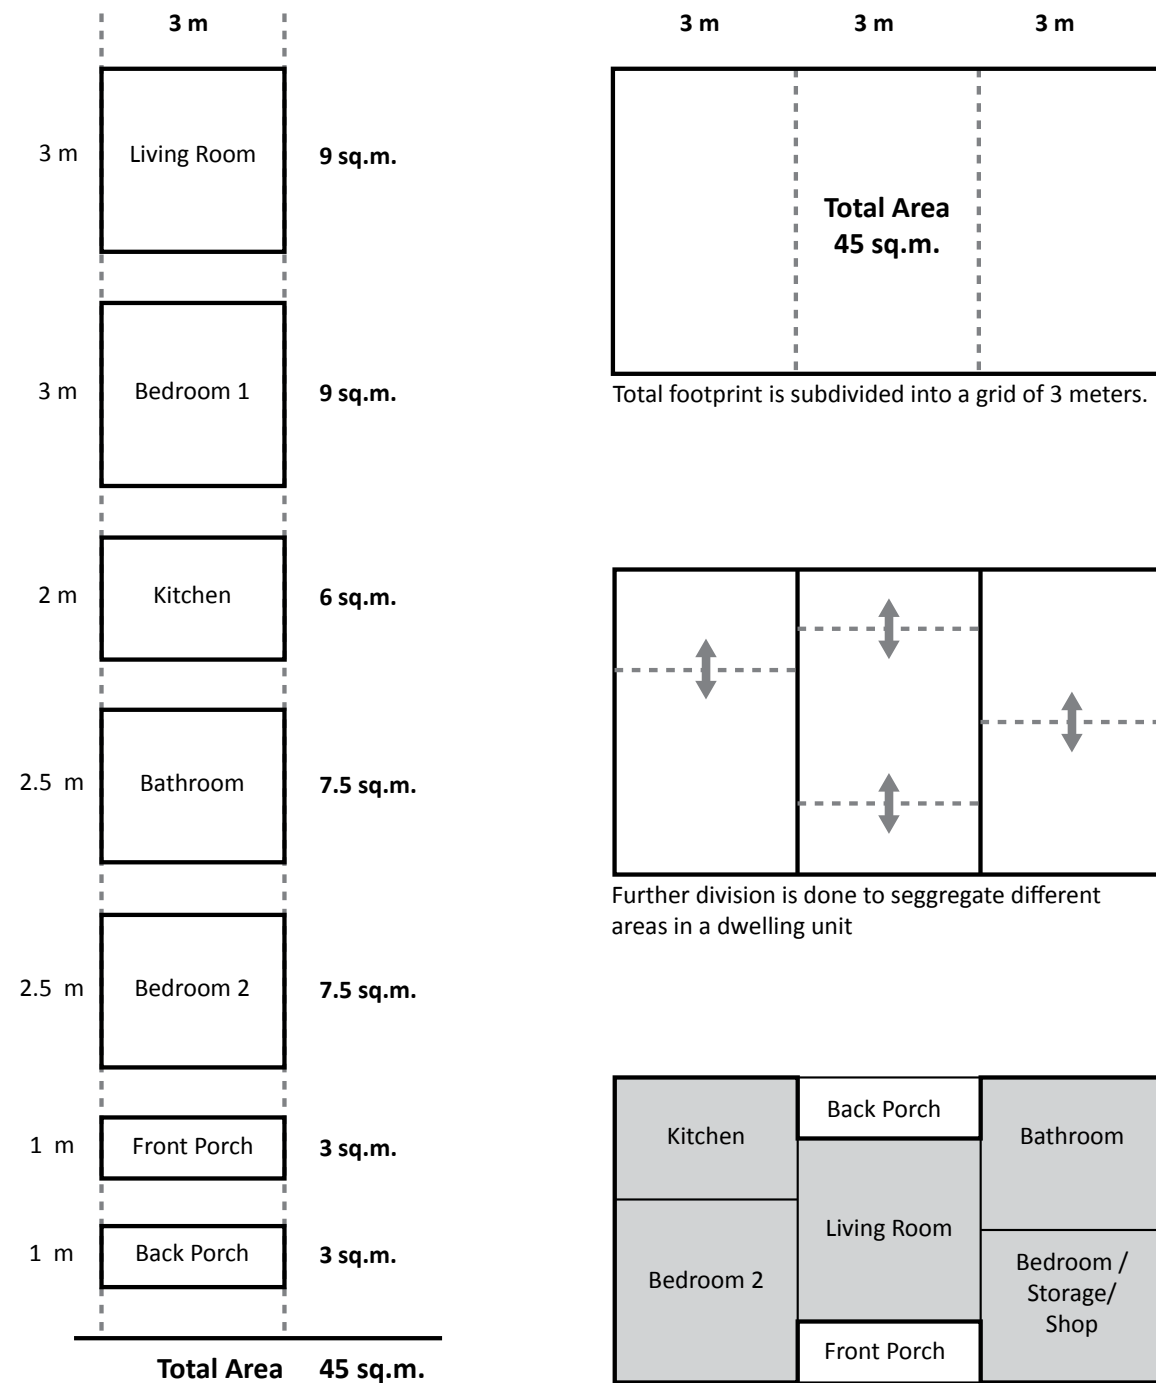 3 m
3 m
Living Room
9 sq.m.
3 m
Bedroom 1
9 sq.m.
2 m
Kitchen
6 sq.m.
2.5 m
Bathroom
7.5 sq.m.
2.5 m
Bedroom 2
7.5 sq.m.
1 m
Front Porch
3 sq.m.
1 m
Back Porch
3 sq.m.
Total Area 45 sq.m.
3 m 3 m 3 m
Total Area
45 sq.m.
Total footprint is subdivided into a grid of 3 meters.
Further division is done to seggregate different
areas in a dwelling unit
Kitchen
Back Porch
Bathroom
Living Room
Bedroom 2
Bedroom /
Storage/
Shop
Front Porch